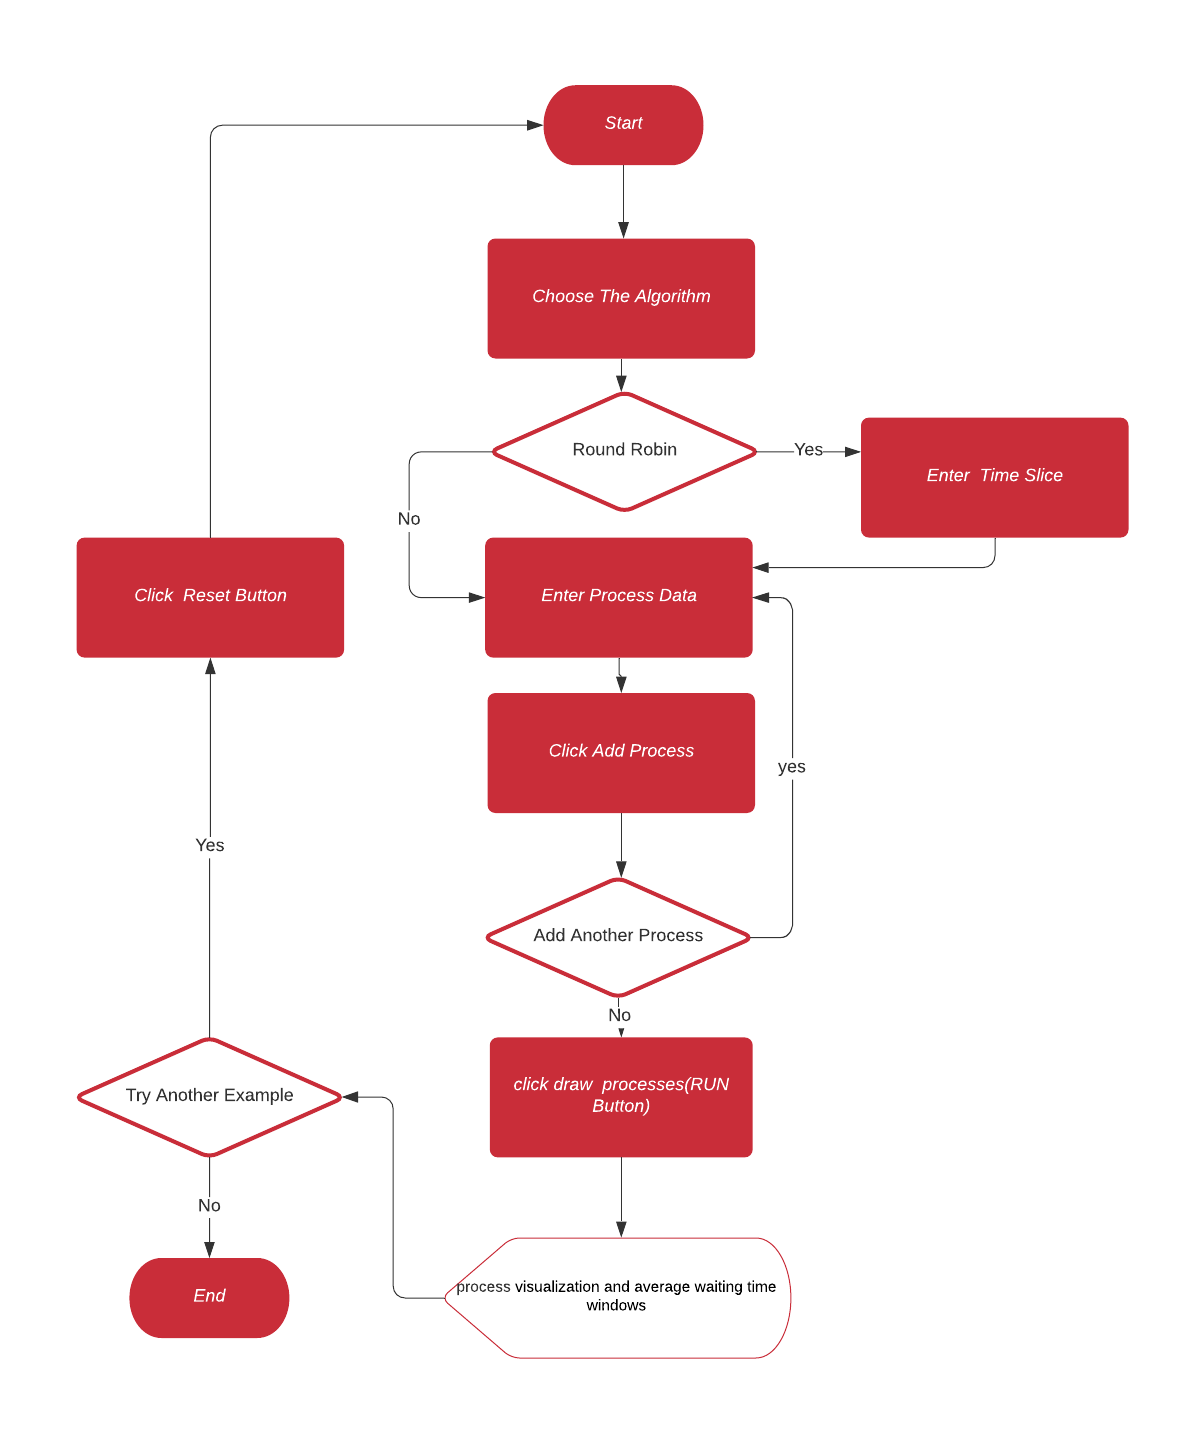 Start
Choose The Algorithm
Round Robin
Yes
Enter  Time Slice
No
Click  Reset Button
Enter Process Data
Click Add Process
yes
Yes
Add Another Process
No
click draw  processes(RUN
Button)
Try Another Example
No
End
process visualization and average waiting time
windows